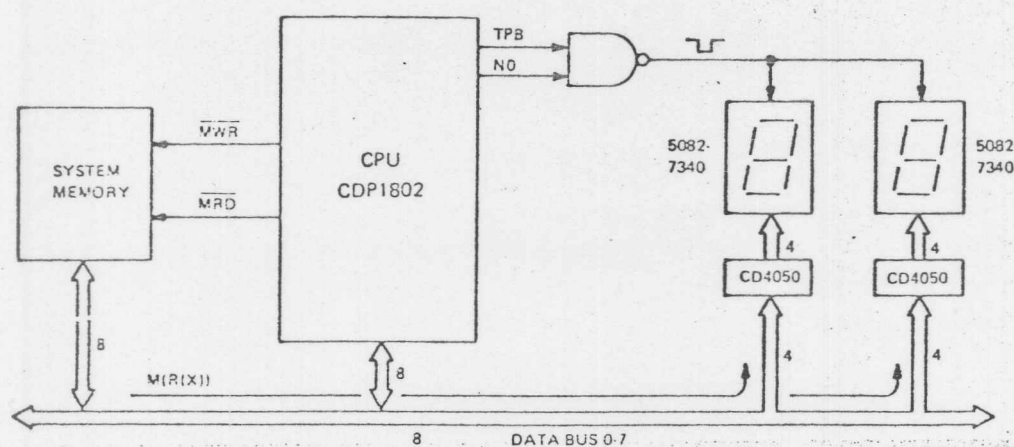 TPB
N0
MWR
MRD
SYSTEM
MEMORY
CPU
CDP1802
5082-
7340
5082
7340
4
4
CD4050
CD4050
8
8
4
4
M(R(X))
8
DATA BUS 0-7